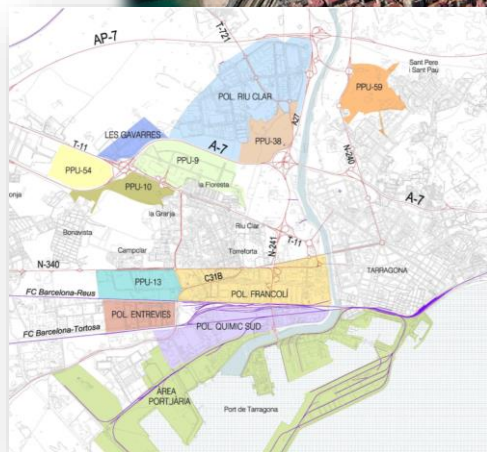 AP-7
T-721
Sant Pere
i Sant Pau
PPU-59
POL. RIU CLAR
LES GAVARRES
A27
PPU-38
N-240
T-11
A-7
PPU-9
PPU-54
PPU-10
la Floresta
A-7
onja
la Granja
Bonavista
Riu Clar
Campclar
Torreforta
T-11
N-241
N-340
TARRAGONA
PPU-13
C31B
FC Barcelona-Reus
POL. FRANCOLÍ
POL. ENTREVIES
FC Barcelona-Tortosa
POL. QUIMIC SUD
ÀREA
PORTUÀRIA
Port de Tarragona